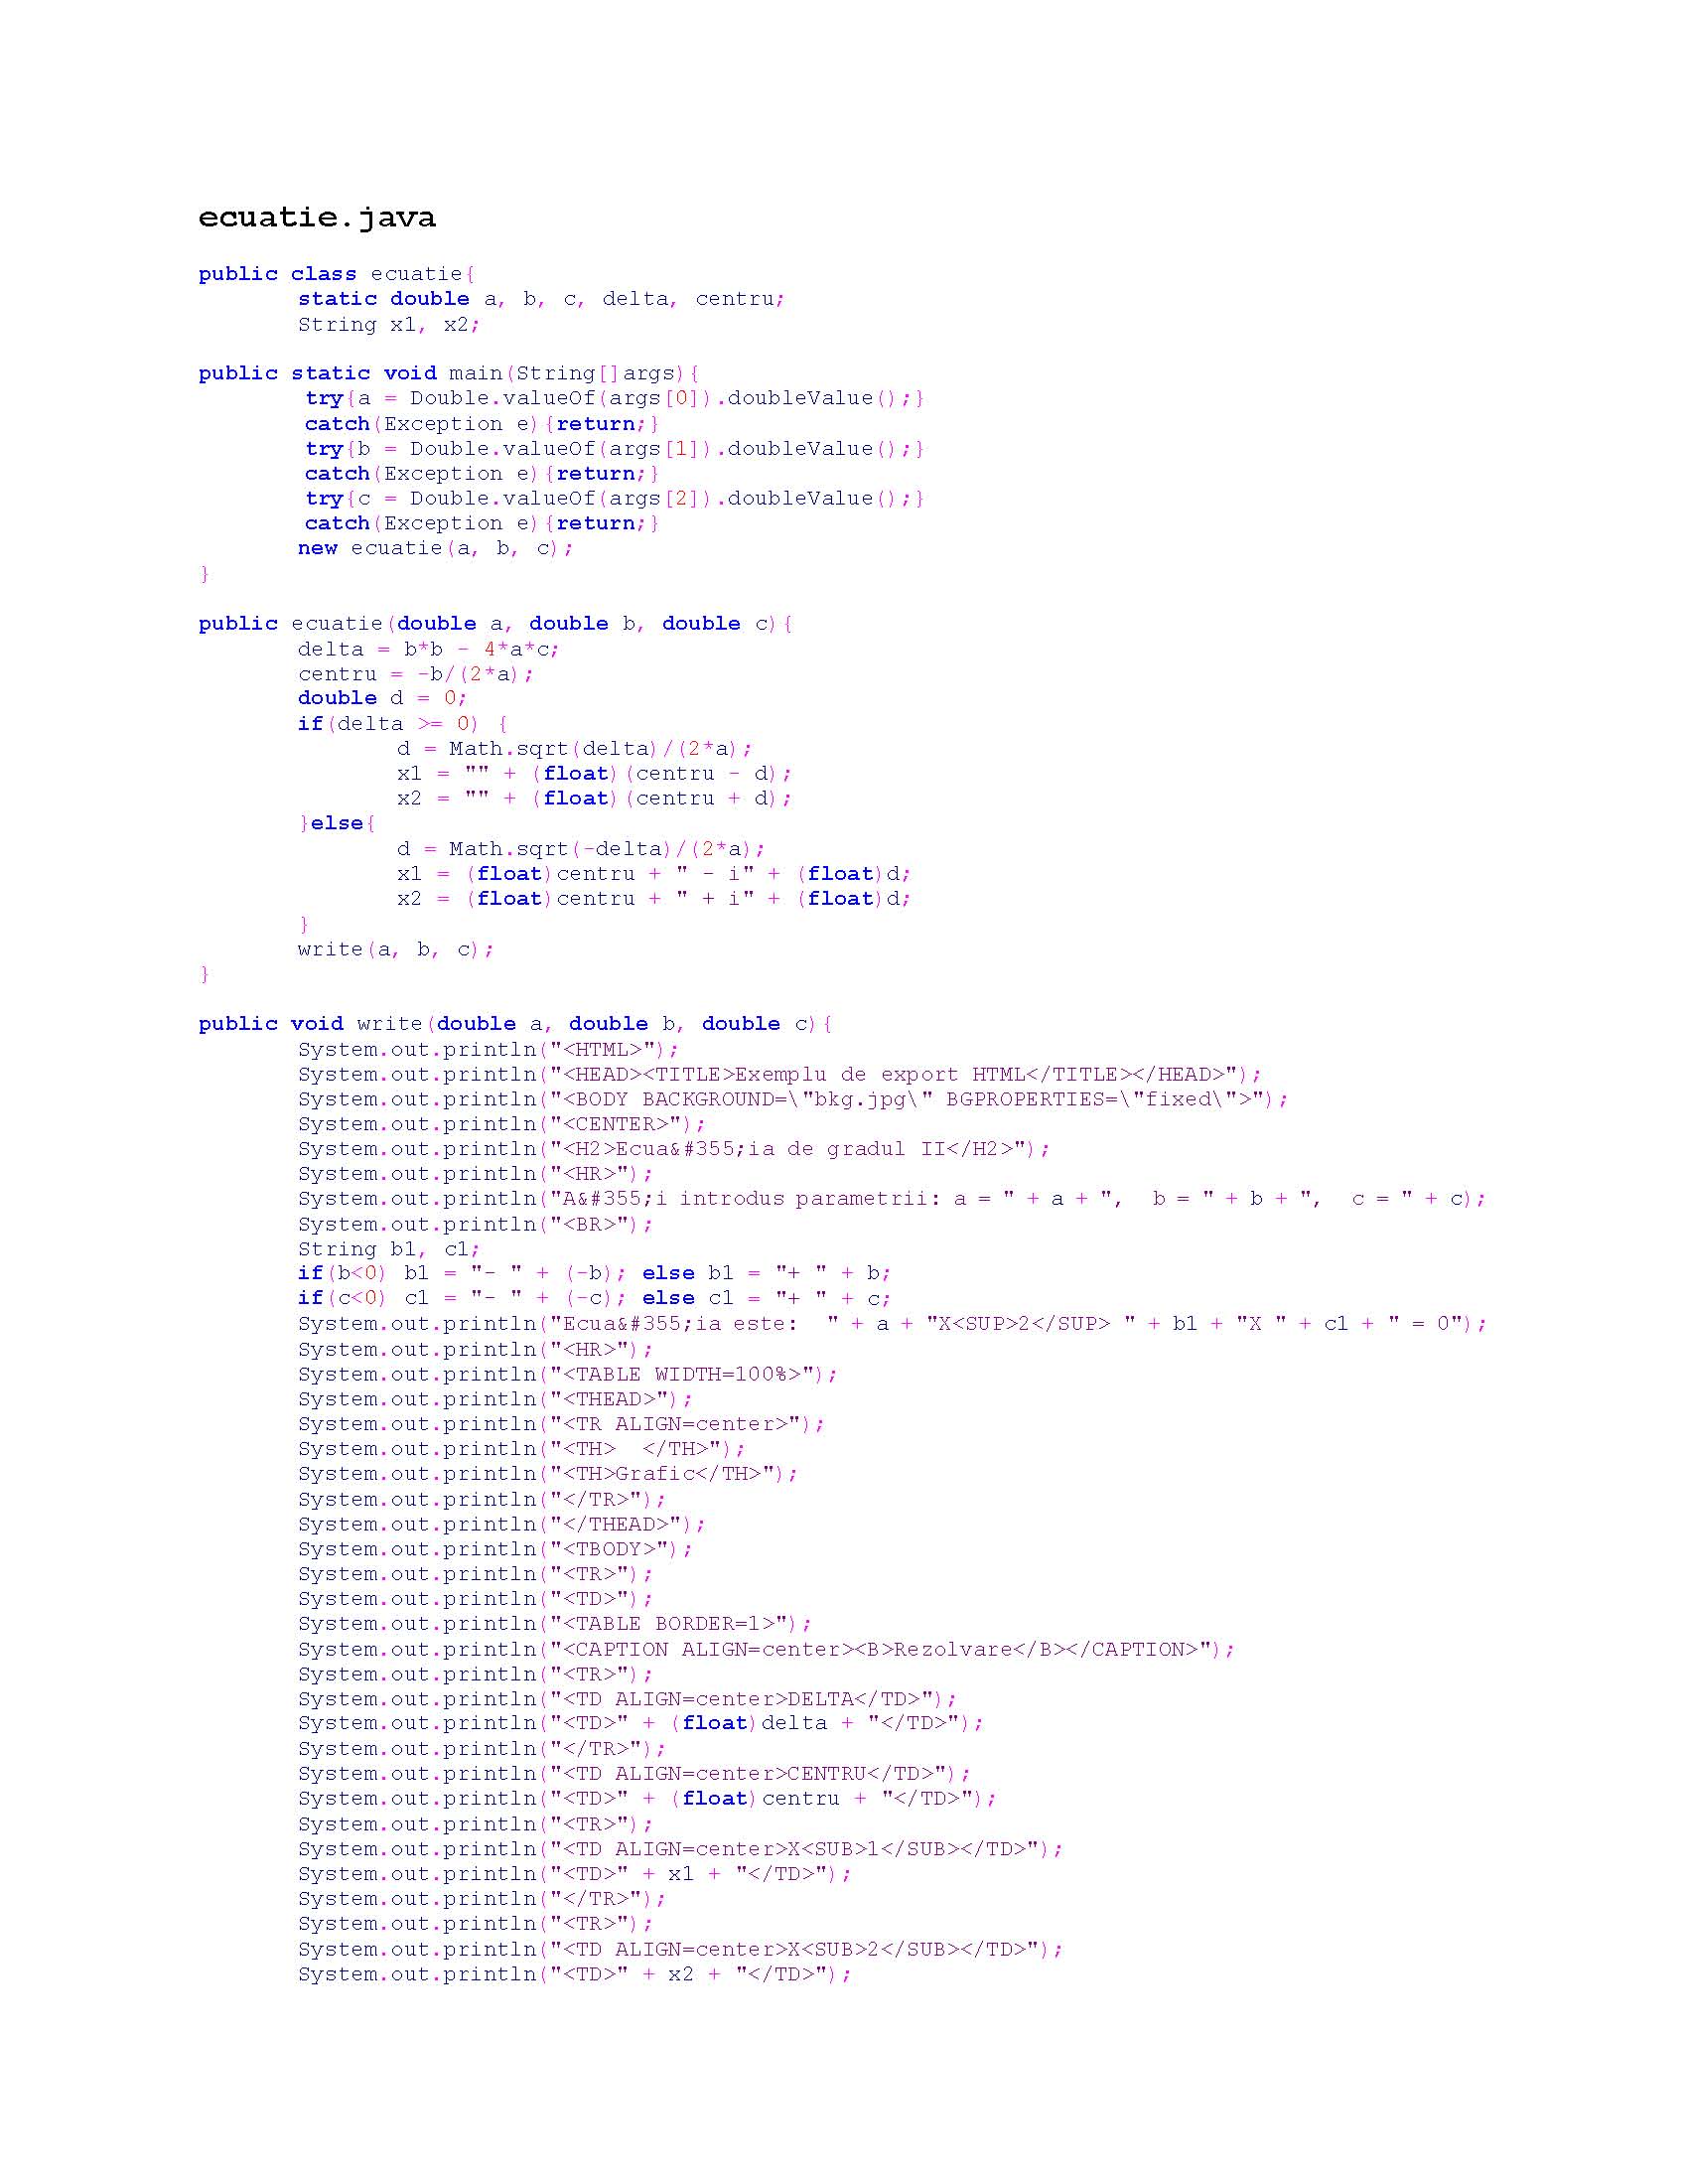 ecuatie.java
public class ecuatie{
static double a, b, c, delta, centru;
String x1, x2;
public static void main(String[]args){
try{a = Double.valueOf(args[0]).doubleValue();}
catch(Exception e){return;}
try{b = Double.valueOf(args[1]).doubleValue();}
catch(Exception e){return;}
try{c = Double.valueOf(args[2]).doubleValue();}
catch(Exception e){return;}
new ecuatie(a, b, c);
}
public ecuatie(double a, double b, double c){
delta = b*b - 4*a*c;
centru = -b/(2*a);
double d = 0;
if(delta >= 0) {
d = Math.sqrt(delta)/(2*a);
x1 = "" + (float)(centru - d);
x2 = "" + (float)(centru + d);
}else{
d = Math.sqrt(-delta)/(2*a);
x1 = (float)centru + " - i" + (float)d;
x2 = (float)centru + " + i" + (float)d;
}
write(a, b, c);
}
public void write(double a, double b, double c){
System.out.println("<HTML>");
System.out.println("<HEAD><TITLE>Exemplu de export HTML</TITLE></HEAD>");
System.out.println("<BODY BACKGROUND=\"bkg.jpg\" BGPROPERTIES=\"fixed\">");
System.out.println("<CENTER>");
System.out.println("<H2>Ecua&#355;ia de gradul II</H2>");
System.out.println("<HR>");
System.out.println("A&#355;i introdus parametrii: a = " + a + ",  b = " + b + ",  c = " + c);
System.out.println("<BR>");
String b1, c1;
if(b<0) b1 = "- " + (-b); else b1 = "+ " + b;
if(c<0) c1 = "- " + (-c); else c1 = "+ " + c;
System.out.println("Ecua&#355;ia este:  " + a + "X<SUP>2</SUP> " + b1 + "X " + c1 + " = 0");
System.out.println("<HR>");
System.out.println("<TABLE WIDTH=100%>");
System.out.println("<THEAD>");
System.out.println("<TR ALIGN=center>");
System.out.println("<TH>  </TH>");
System.out.println("<TH>Grafic</TH>");
System.out.println("</TR>");
System.out.println("</THEAD>");
System.out.println("<TBODY>");
System.out.println("<TR>");
System.out.println("<TD>");
System.out.println("<TABLE BORDER=1>");
System.out.println("<CAPTION ALIGN=center><B>Rezolvare</B></CAPTION>");
System.out.println("<TR>");
System.out.println("<TD ALIGN=center>DELTA</TD>");
System.out.println("<TD>" + (float)delta + "</TD>");
System.out.println("</TR>");
System.out.println("<TD ALIGN=center>CENTRU</TD>");
System.out.println("<TD>" + (float)centru + "</TD>");
System.out.println("<TR>");
System.out.println("<TD ALIGN=center>X<SUB>1</SUB></TD>");
System.out.println("<TD>" + x1 + "</TD>");
System.out.println("</TR>");
System.out.println("<TR>");
System.out.println("<TD ALIGN=center>X<SUB>2</SUB></TD>");
System.out.println("<TD>" + x2 + "</TD>");